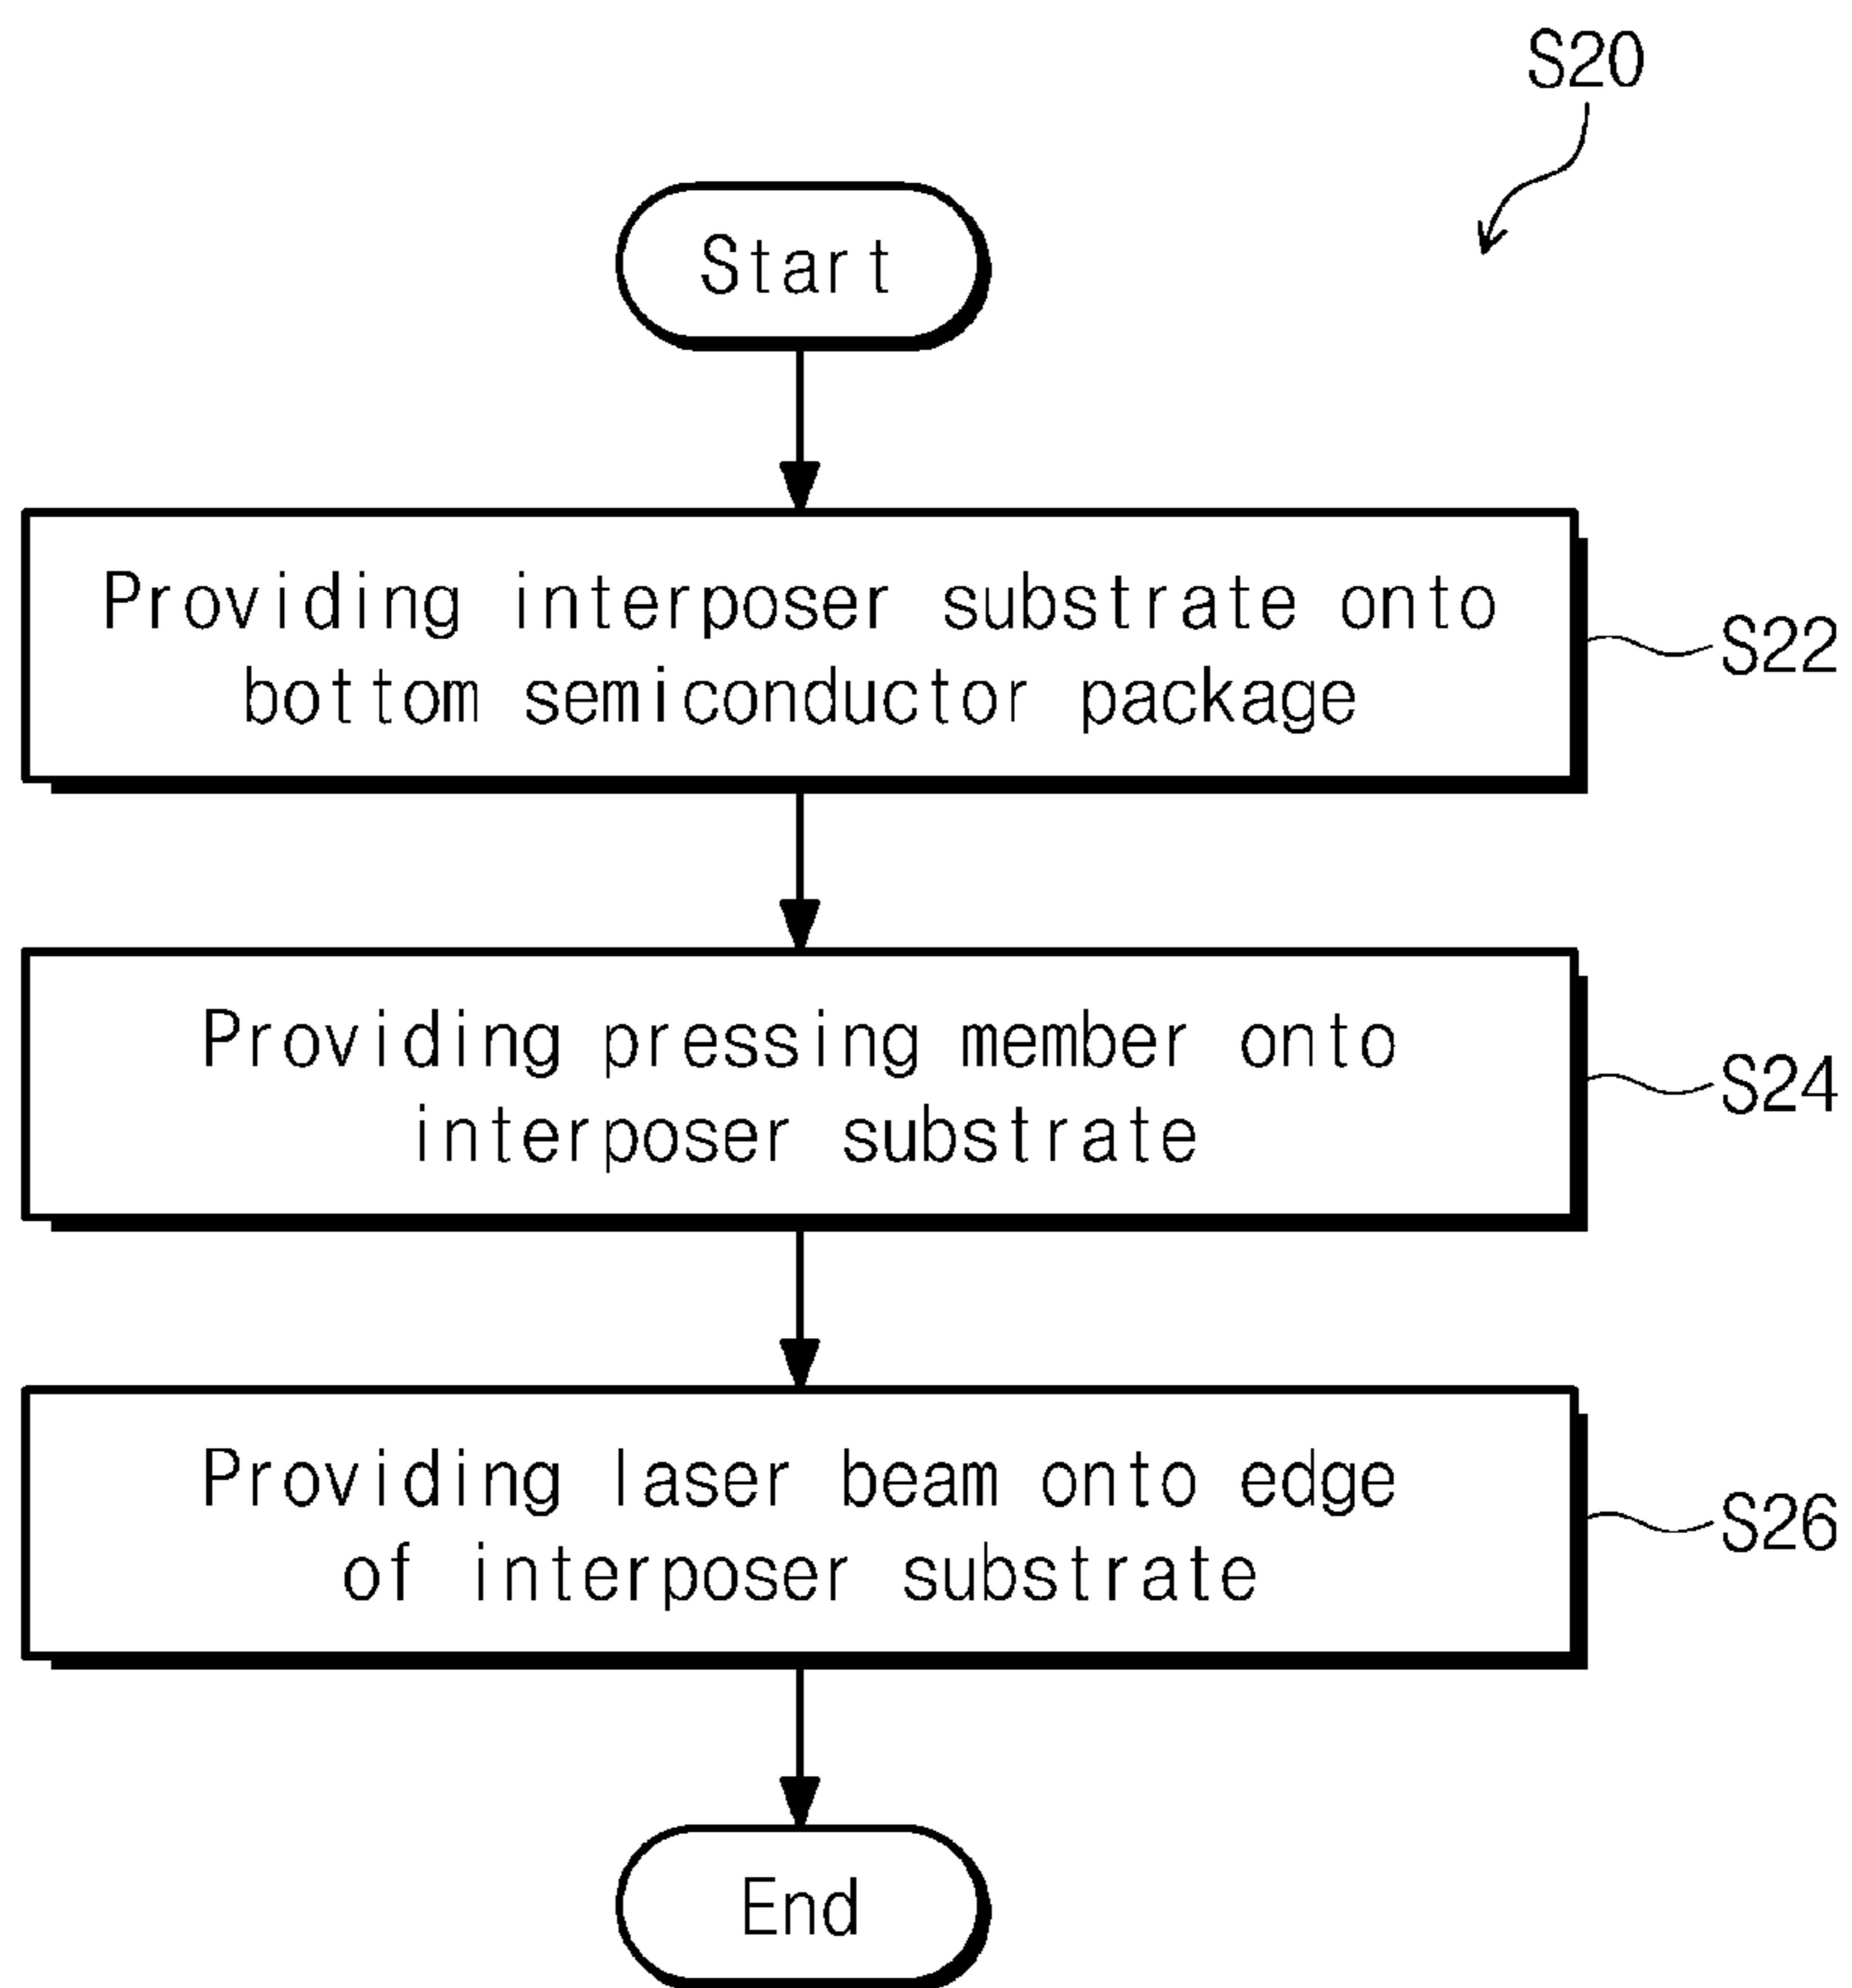 S20
Start
Providing interposer substrate onto
bottom semiconductor package
S22
Providing pressing member onto
interposer substrate
S24
Providing laser beam onto edge
of interposer substrate
S26
End